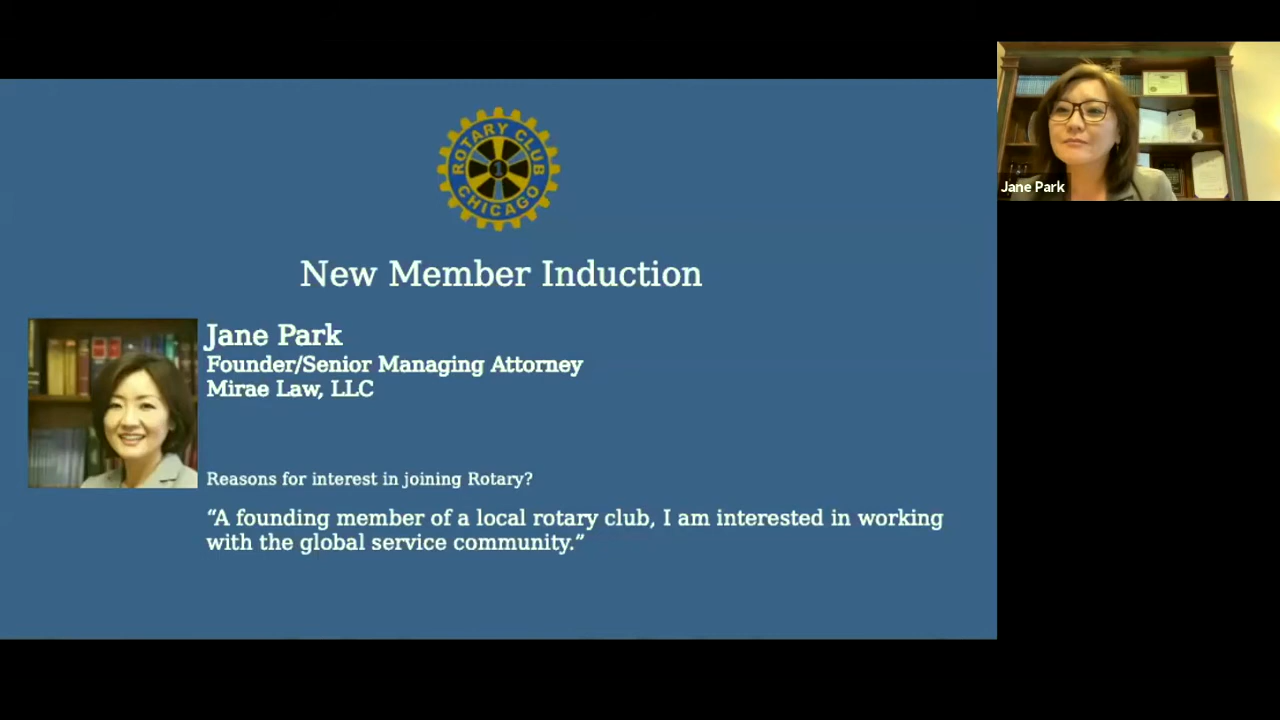 ROTARY CLUB
1
CHICAGO
New Member Induction
Jane Park
Founder/Senior Managing Attorney
Mirae Law, LLC
Reasons for interest in joining Rotary?
“A founding member of a local rotary club, I am interested in working
with the global service community.”
Jane Park